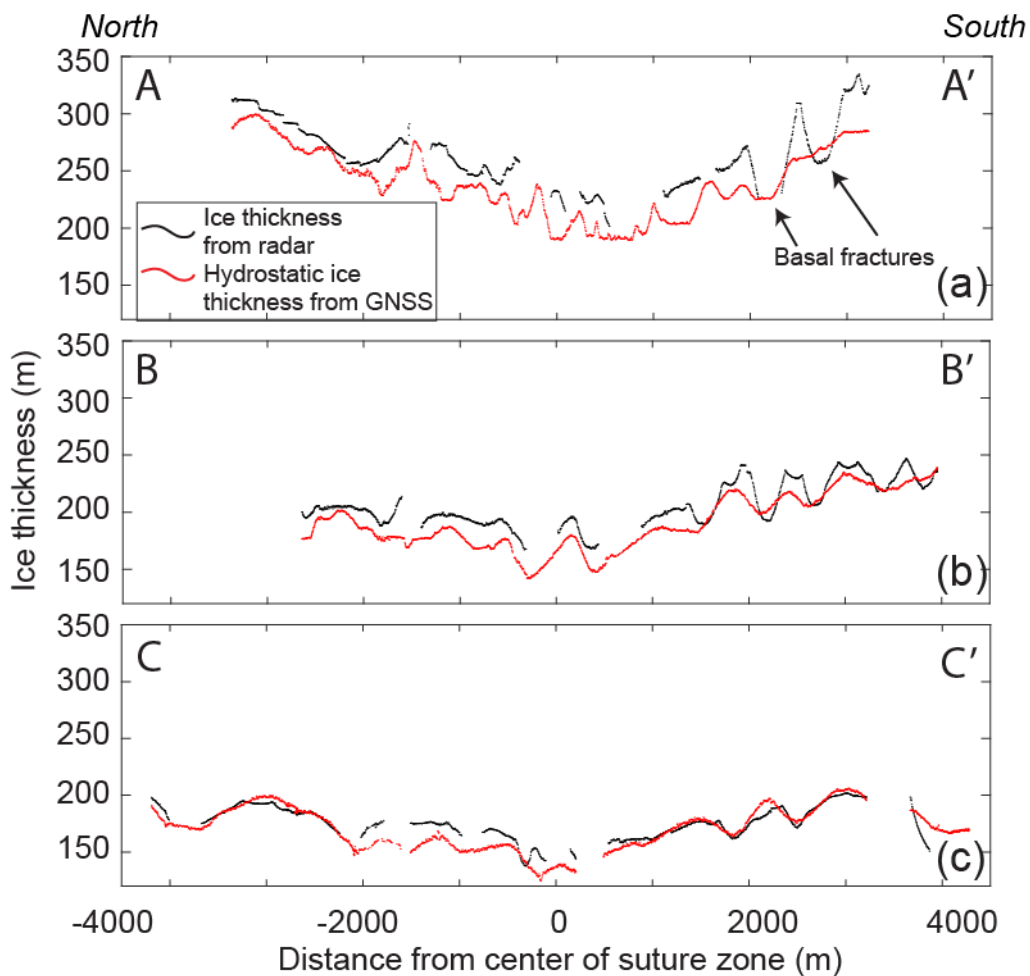 North South
350 A A′
300
250
200
150
Ice thickness
from radar
Hydrostatic ice
thickness from GNSS
Basal fractures
(a)
Ice thickness (m)
350 B B′
300
250
200
150
(b)
350 C C′
300
250
200
150
(c)
-4000 -2000 0 2000 4000
Distance from center of suture zone (m)